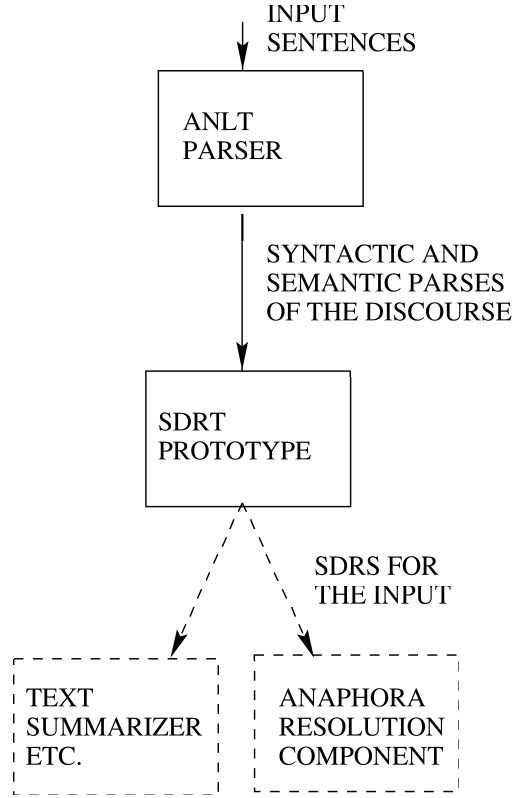 INPUT
SENTENCES
ANLT
PARSER
SYNTACTIC AND
SEMANTIC PARSES
OF THE DISCOURSE
SDRT
PROTOTYPE
SDRS FOR
THE INPUT
TEXT
SUMMARIZER
ETC.
ANAPHORA
RESOLUTION
COMPONENT